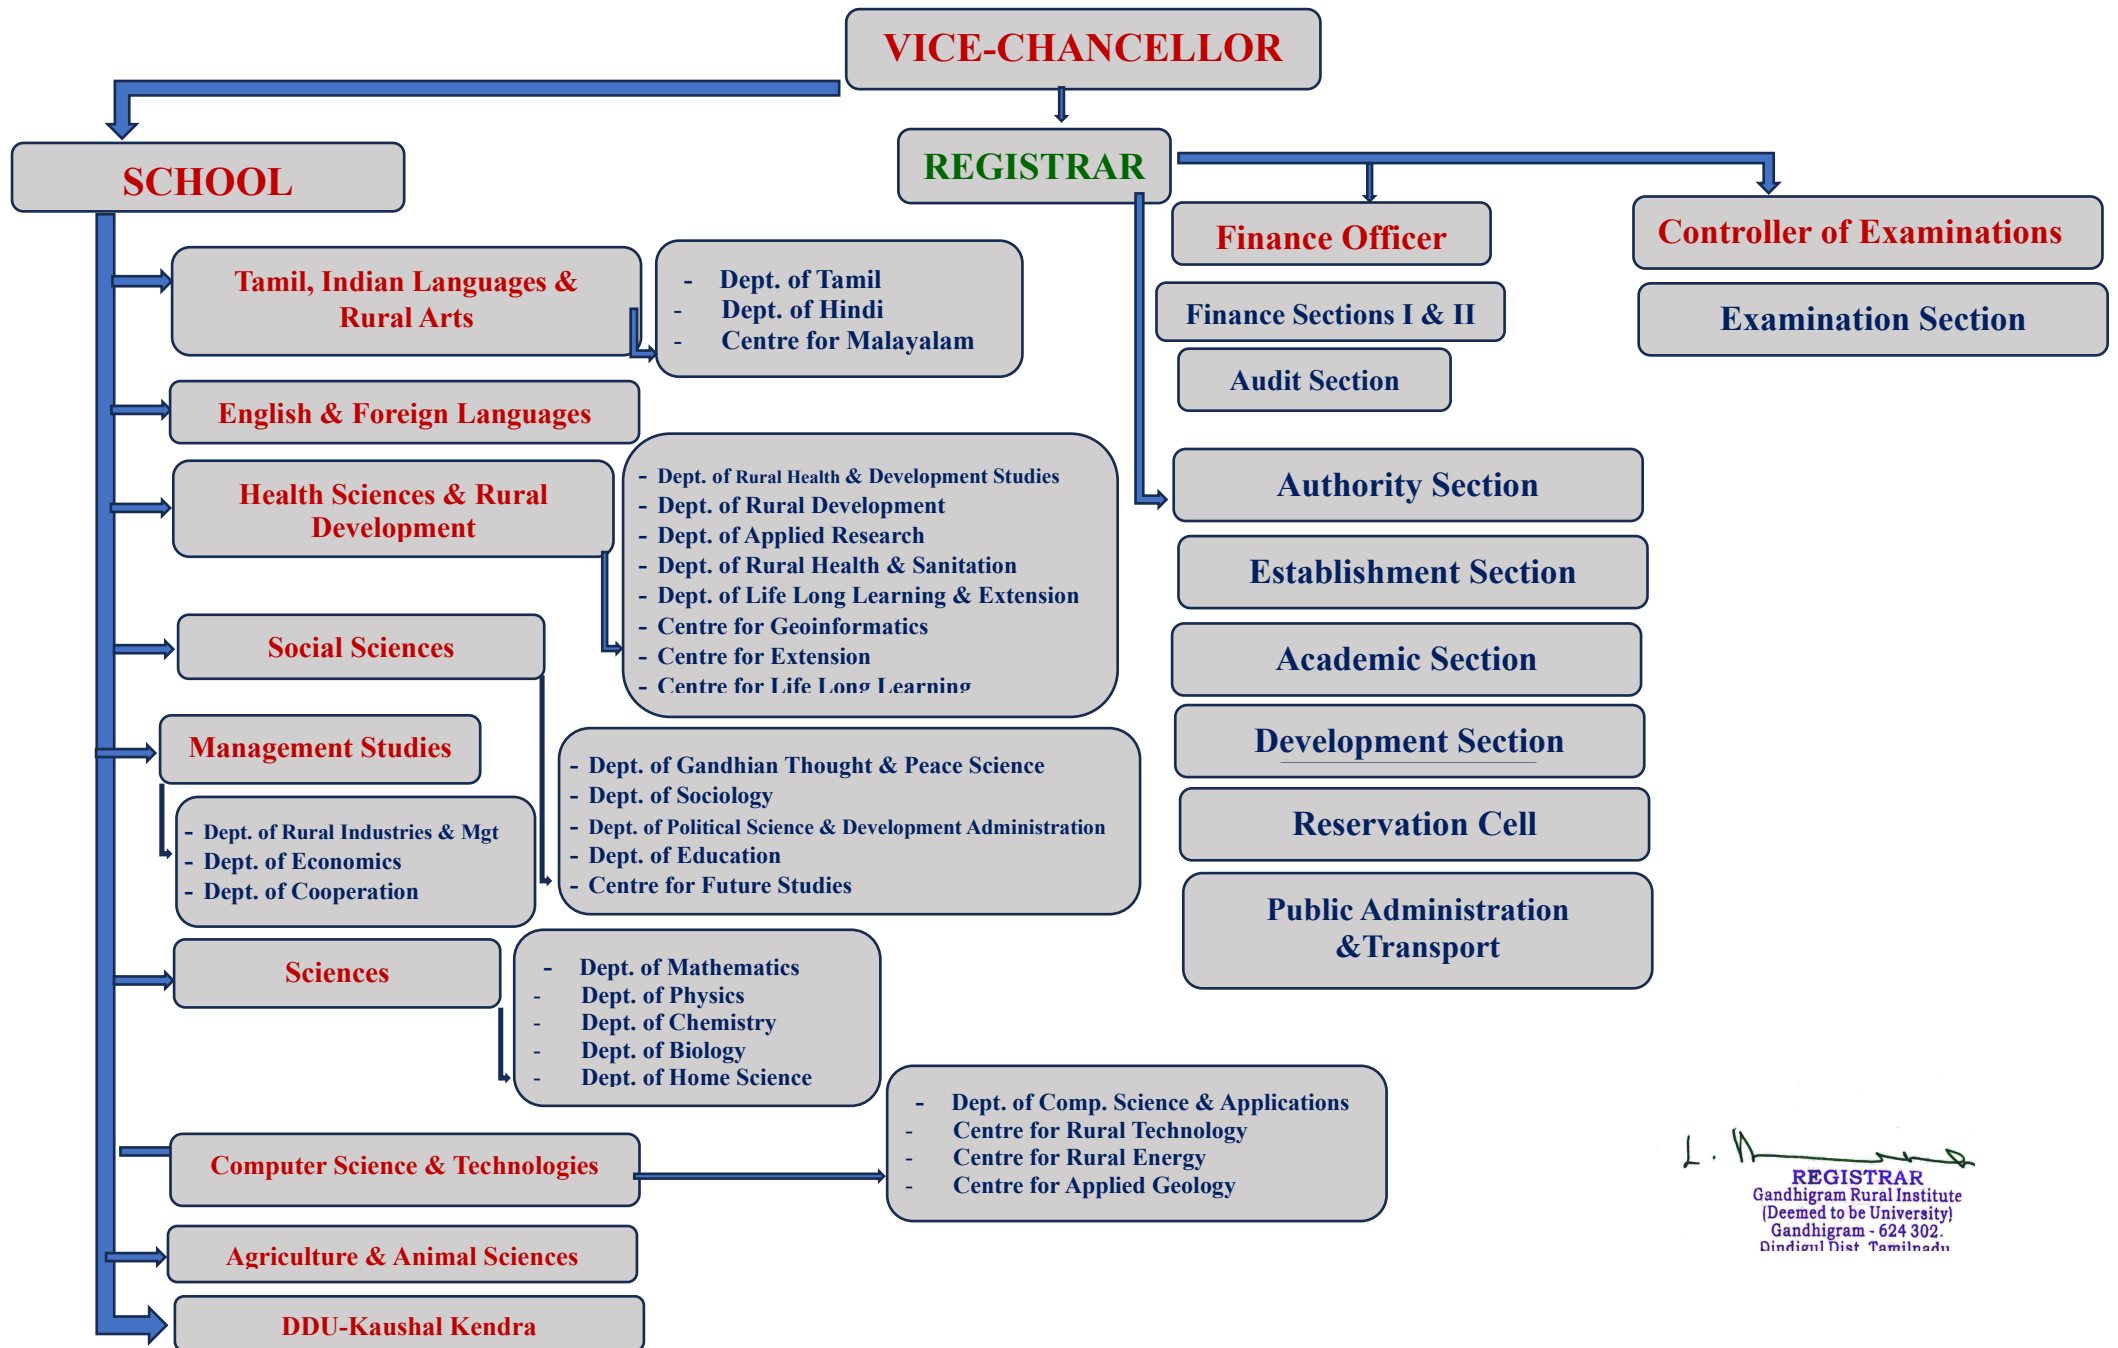 VICE-CHANCELLOR
SCHOOL
REGISTRAR
Finance Officer
Controller of Examinations
Finance Sections I & II
Examination Section
Audit Section
Tamil, Indian Languages &
Rural Arts
- Dept. of Tamil
- Dept. of Hindi
- Centre for Malayalam
English & Foreign Languages
Health Sciences & Rural
Development
- Dept. of Rural Health & Development Studies
- Dept. of Rural Development
- Dept. of Applied Research
- Dept. of Rural Health & Sanitation
- Dept. of Life Long Learning & Extension
- Centre for Geoinformatics
- Centre for Extension
- Centre for Life Long Learning
Social Sciences
- Dept. of Gandhian Thought & Peace Science
- Dept. of Sociology
- Dept. of Political Science & Development Administration
- Dept. of Education
- Centre for Future Studies
Management Studies
- Dept. of Rural Industries & Mgt
- Dept. of Economics
- Dept. of Cooperation
Sciences
- Dept. of Mathematics
- Dept. of Physics
- Dept. of Chemistry
- Dept. of Biology
- Dept. of Home Science
Computer Science & Technologies
- Dept. of Comp. Science & Applications
- Centre for Rural Technology
- Centre for Rural Energy
- Centre for Applied Geology
Agriculture & Animal Sciences
DDU-Kaushal Kendra
Authority Section
Establishment Section
Academic Section
Development Section
Reservation Cell
Public Administration
&Transport
REGISTRAR
Gandhigram Rural Institute
(Deemed to be University)
Gandhigram - 624 302.
Dindigul Dist. Tamilnadu